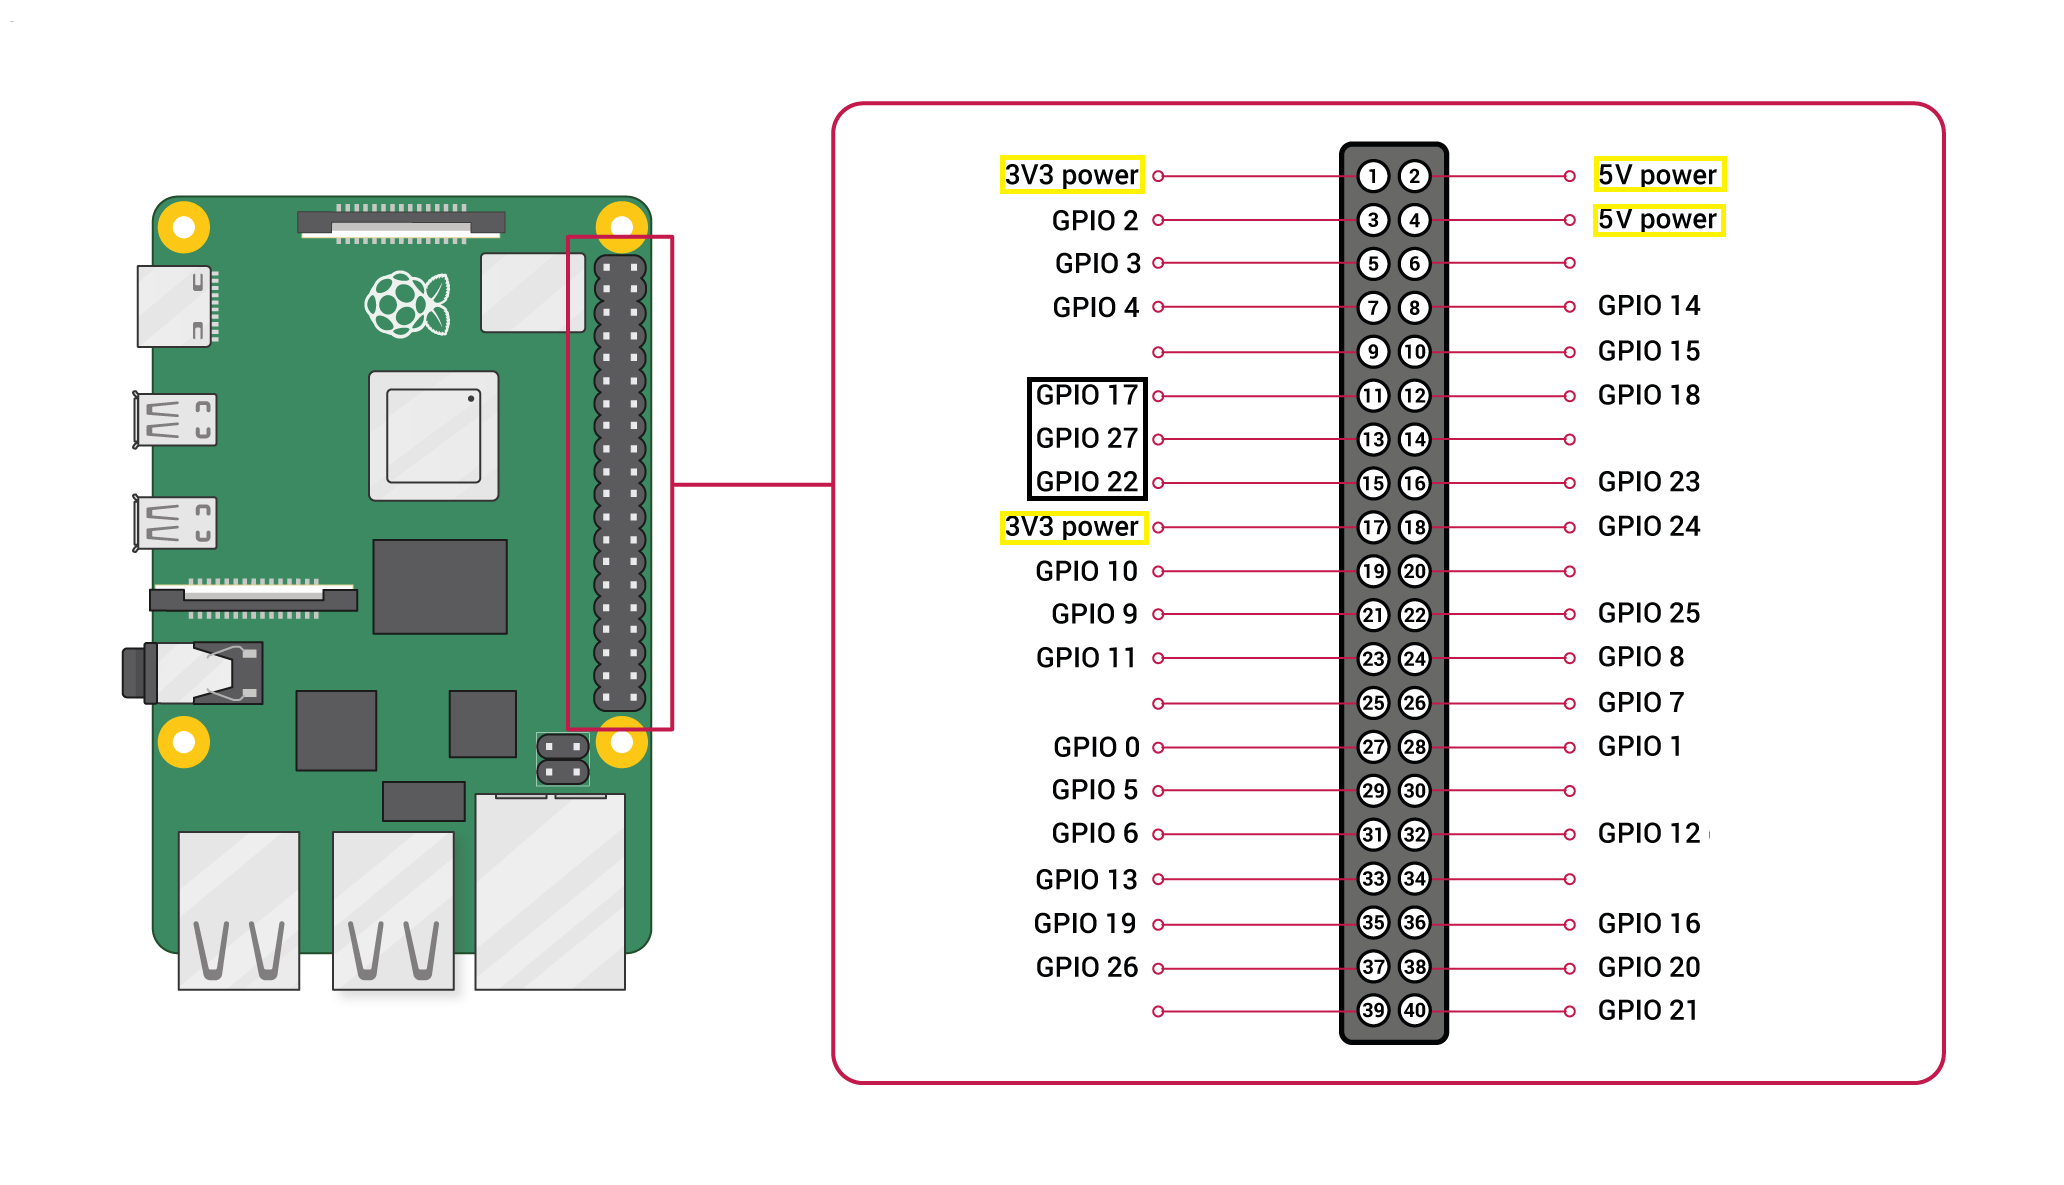 3V3 power 1 2 5V power
GPIO 2 3 4 5V power
GPIO 3 5 6
GPIO 4 7 8 GPIO 14
9 10 GPIO 15
GPIO 17 11 12 GPIO 18
GPIO 27 13 14
GPIO 22 15 16 GPIO 23
3V3 power 17 18 GPIO 24
GPIO 10 19 20
GPIO 9 21 22 GPIO 25
GPIO 11 23 24 GPIO 8
25 26 GPIO 7
GPIO 0 27 28 GPIO 1
GPIO 5 29 30
GPIO 6 31 32 GPIO 12
GPIO 13 33 34
GPIO 19 35 36 GPIO 16
GPIO 26 37 38 GPIO 20
39 40 GPIO 21